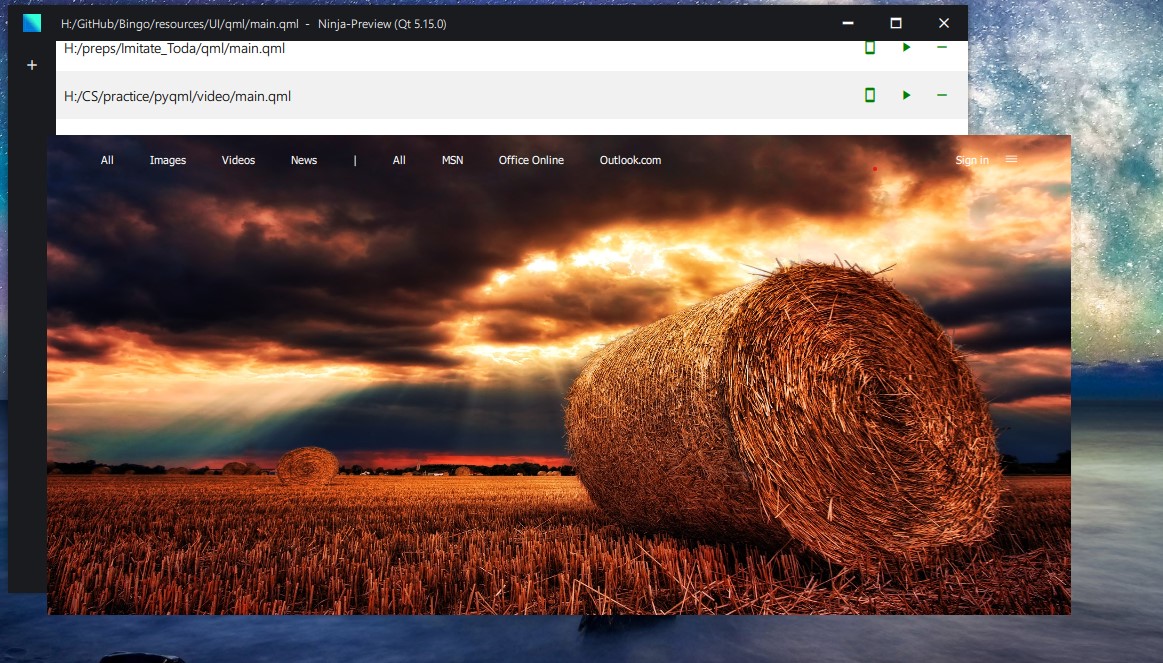 H:/GitHub/Bingo/resources/UI/qml/main.qml - Ninja-Preview (Qt 5.15.0)
H:/preps/Imitate_Toda/qml/main.qml
H:/CS/practice/pyqml/video/main.qml
All Images Videos News | All MSN Office Online Outlook.com Sign in